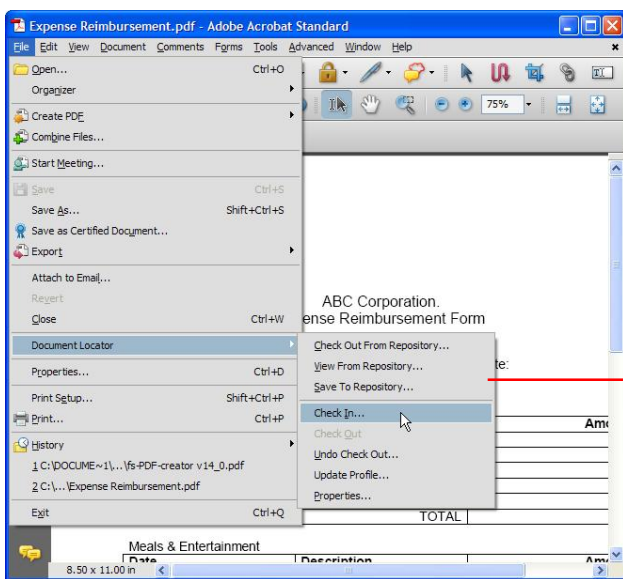 Expense Reimbursement.pdf - Adobe Acrobat Standard
File Edit View Document Comments Forms Tools Advanced Window Help
Open... Ctrl+O
Organizer
75%
Create PDF
Combine Files...
Start Meeting...
Save Ctrl+S
Save As... Shift+Ctrl+S
Save as Certified Document...
Export
Attach to Email...
Revert
Close Ctrl+W
Document Locator
Properties... Ctrl+D
Print Setup... Shift+Ctrl+P
Print... Ctrl+P
History
1 C:\DOCUME~1\...\fs-PDF-creator v14_0.pdf
2 C:\...\Expense Reimbursement.pdf
Exit Ctrl+Q
Check Out From Repository...
View From Repository...
Save To Repository...
Check In...
Check Out
Undo Check Out...
Update Profile...
Properties...
ABC Corporation.
ense Reimbursement Form
te:
Am
TOTAL
Meals & Entertainment
Date Description Am
8.50 x 11.00 in